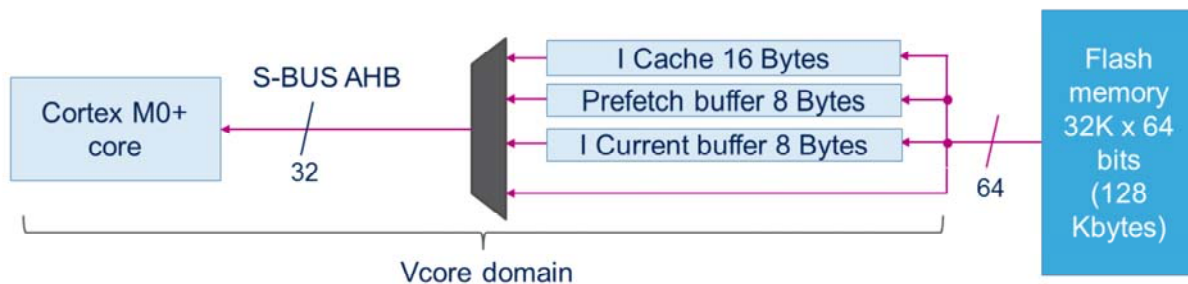 Cortex M0+
core
S-BUS AHB
32
I Cache 16 Bytes
Prefetch buffer 8 Bytes
I Current buffer 8 Bytes
64
Flash
memory
32K x 64
bits
(128
Kbytes)
Vcore domain